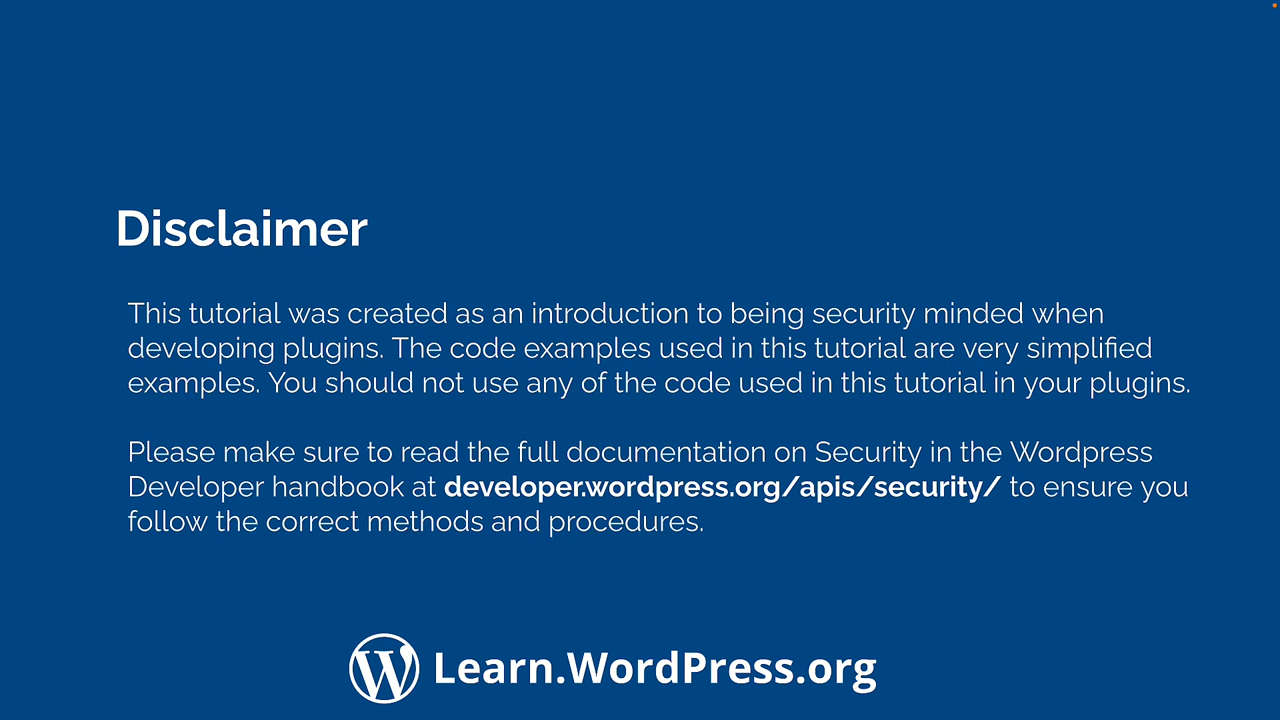 Disclaimer
This tutorial was created as an introduction to being security minded when
developing plugins. The code examples used in this tutorial are very simplified
examples. You should not use any of the code used in this tutorial in your plugins.
Please make sure to read the full documentation on Security in the Wordpress
Developer handbook at developer.wordpress.org/apis/security/ to ensure you
follow the correct methods and procedures.
Learn.WordPress.org